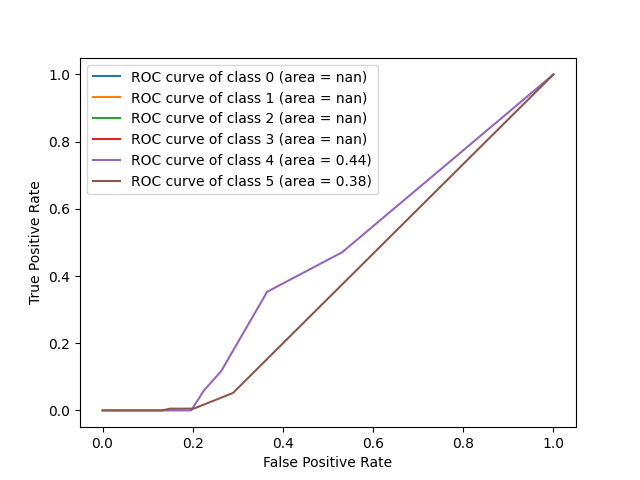 ROC curve of class 0 (area = nan)
ROC curve of class 1 (area = nan)
ROC curve of class 2 (area = nan)
ROC curve of class 3 (area = nan)
ROC curve of class 4 (area = 0.44)
ROC curve of class 5 (area = 0.38)
True Positive Rate
1.0
0.8
0.6
0.4
0.2
0.0
0.0 0.2 0.4 0.6 0.8 1.0
False Positive Rate